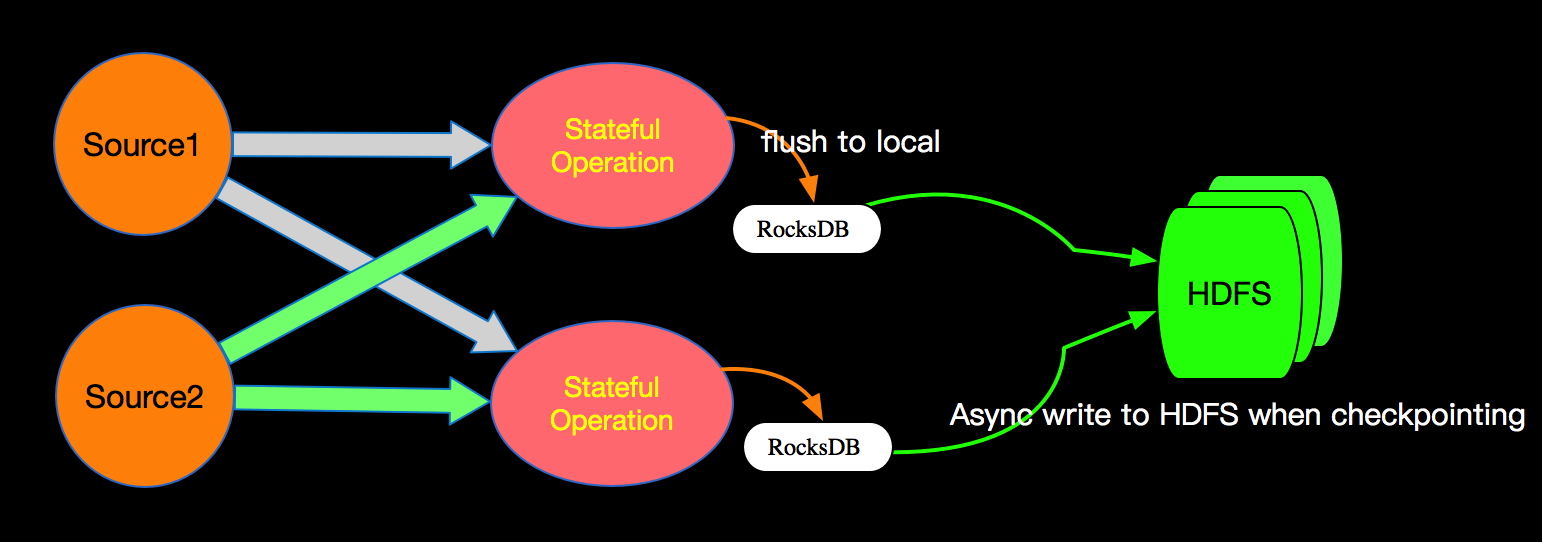 Source1
Stateful
Operation
flush to local
RocksDB
HDFS
Source2
Stateful
Operation
RocksDB
Async write to HDFS when checkpointing